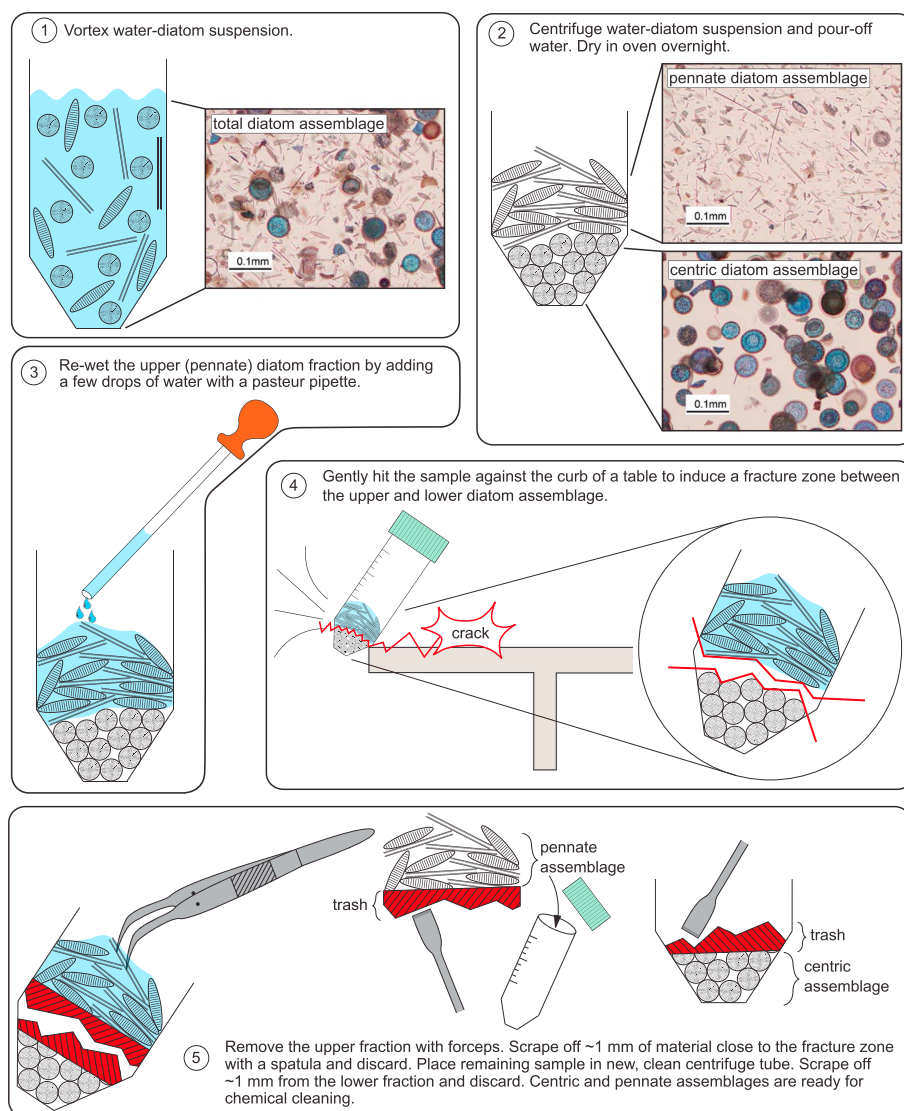 1 Vortex water-diatom suspension.
total diatom assemblage
0.1mm
2 Centrifuge water-diatom suspension and pour-off
water. Dry in oven overnight.
pennate diatom assemblage
0.1mm
centric diatom assemblage
0.1mm
3 Re-wet the upper (pennate) diatom fraction by adding
a few drops of water with a pasteur pipette.
4 Gently hit the sample against the curb of a table to induce a fracture zone between
the upper and lower diatom assemblage.
crack
pennate
assemblage
trash
trash
centric
assemblage
5 Remove the upper fraction with forceps. Scrape off ~1 mm of material close to the fracture zone
with a spatula and discard. Place remaining sample in new, clean centrifuge tube. Scrape off
~1 mm from the lower fraction and discard. Centric and pennate assemblages are ready for
chemical cleaning.